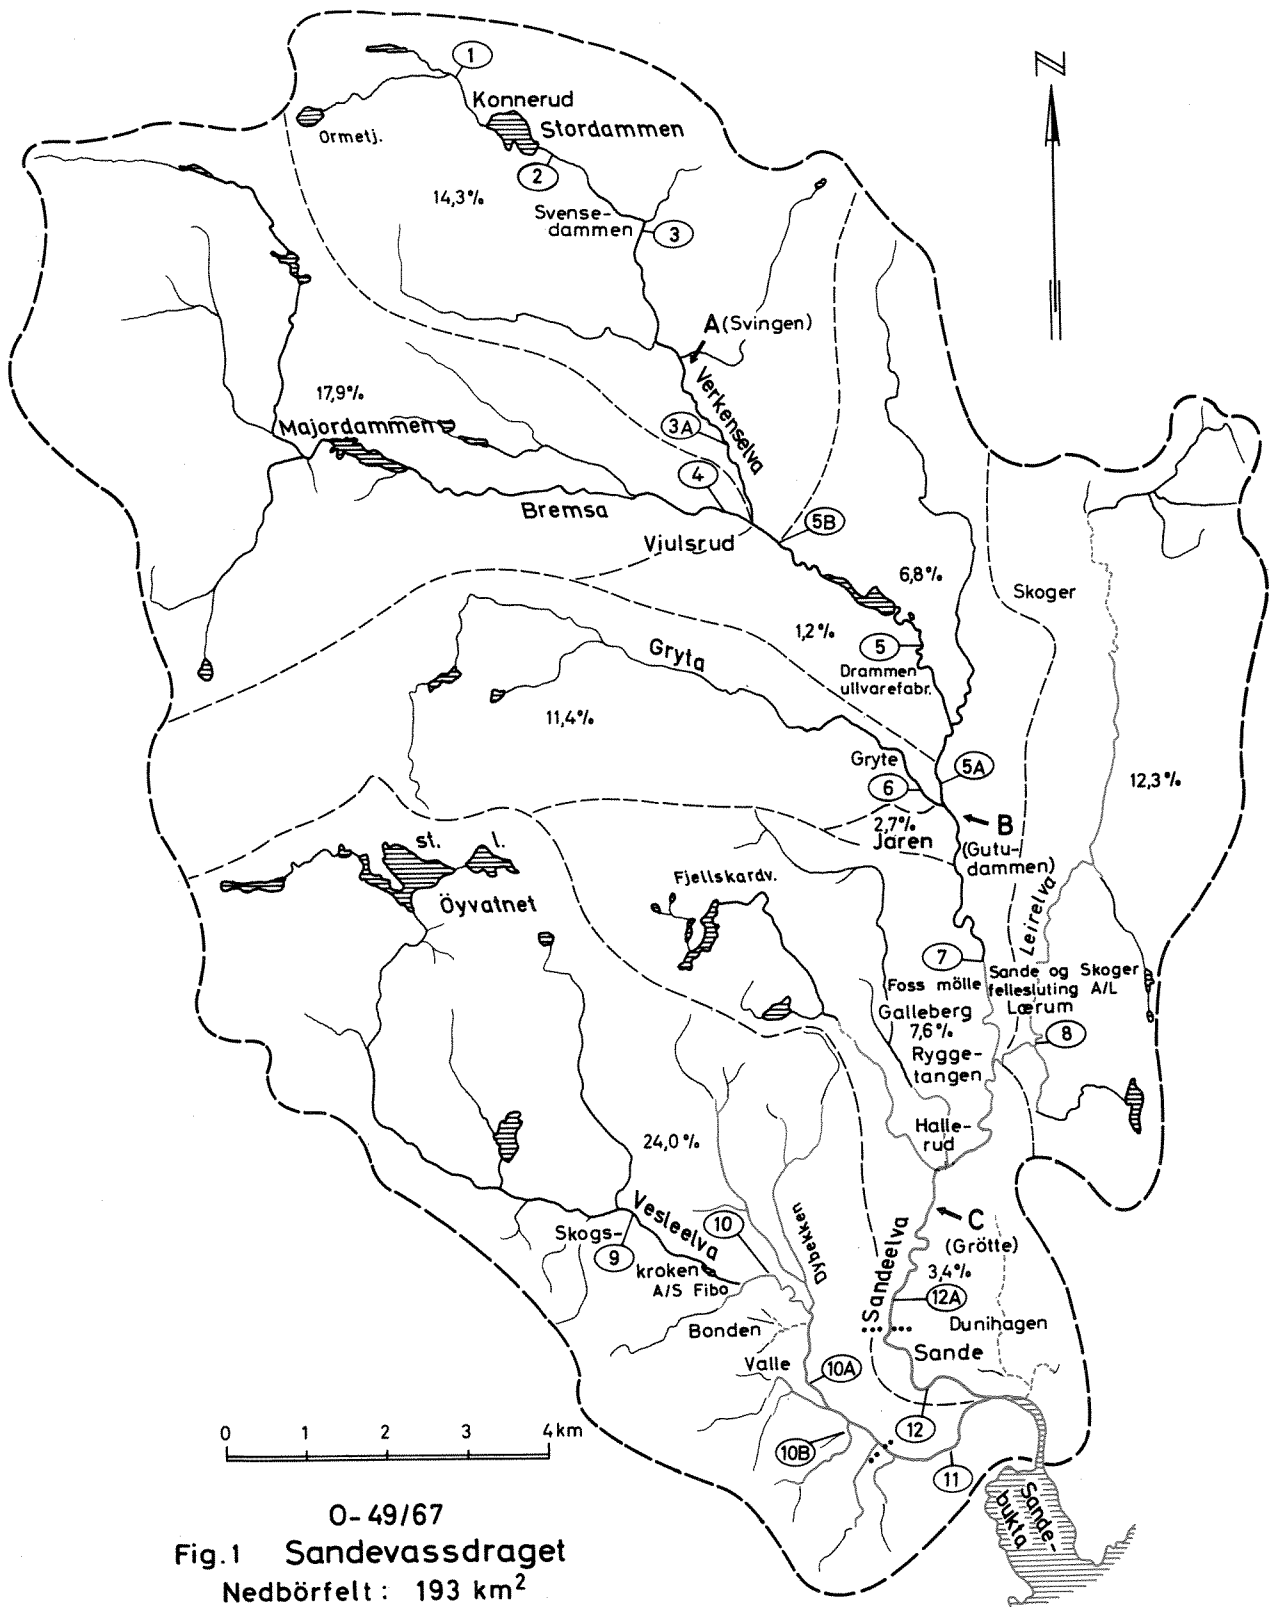 N
1
Konnerud
Stordammen
Ormetj.
2
14,3%
Svense-
dammen
3
A (Svingen)
Verkenselva
17,9%
Majordammen
3A
4
Bremsa
5B
Vjulsrud
6,8%
Skoger
1,2%
5
Gryta
Drammen
ullvarefabr.
11,4%
Gryte
5A
6
12,3%
2,7%
Jaren
B
(Gutu-
dammen)
st.
l.
Öyvatnet
Fjellskardv.
Leirelva
7
Foss mölle
Sande og Skoger
fellesluting A/L
Lærum
Galleberg
7,6%
8
Rygge-
tangen
Halle-
rud
24,0%
Vesleelva
10
Dybekken
Sandeelva
C
(Grötte)
3,4%
Skogs-
9
kroken
A/S Fibo
12A
Bonden
Dunihagen
Sande
Valle
10A
12
10B
11
0 1 2 3 4 km
Sande-
bukta
O-49/67
Fig.1 Sandevassdraget
Nedbörfelt: 193 km²